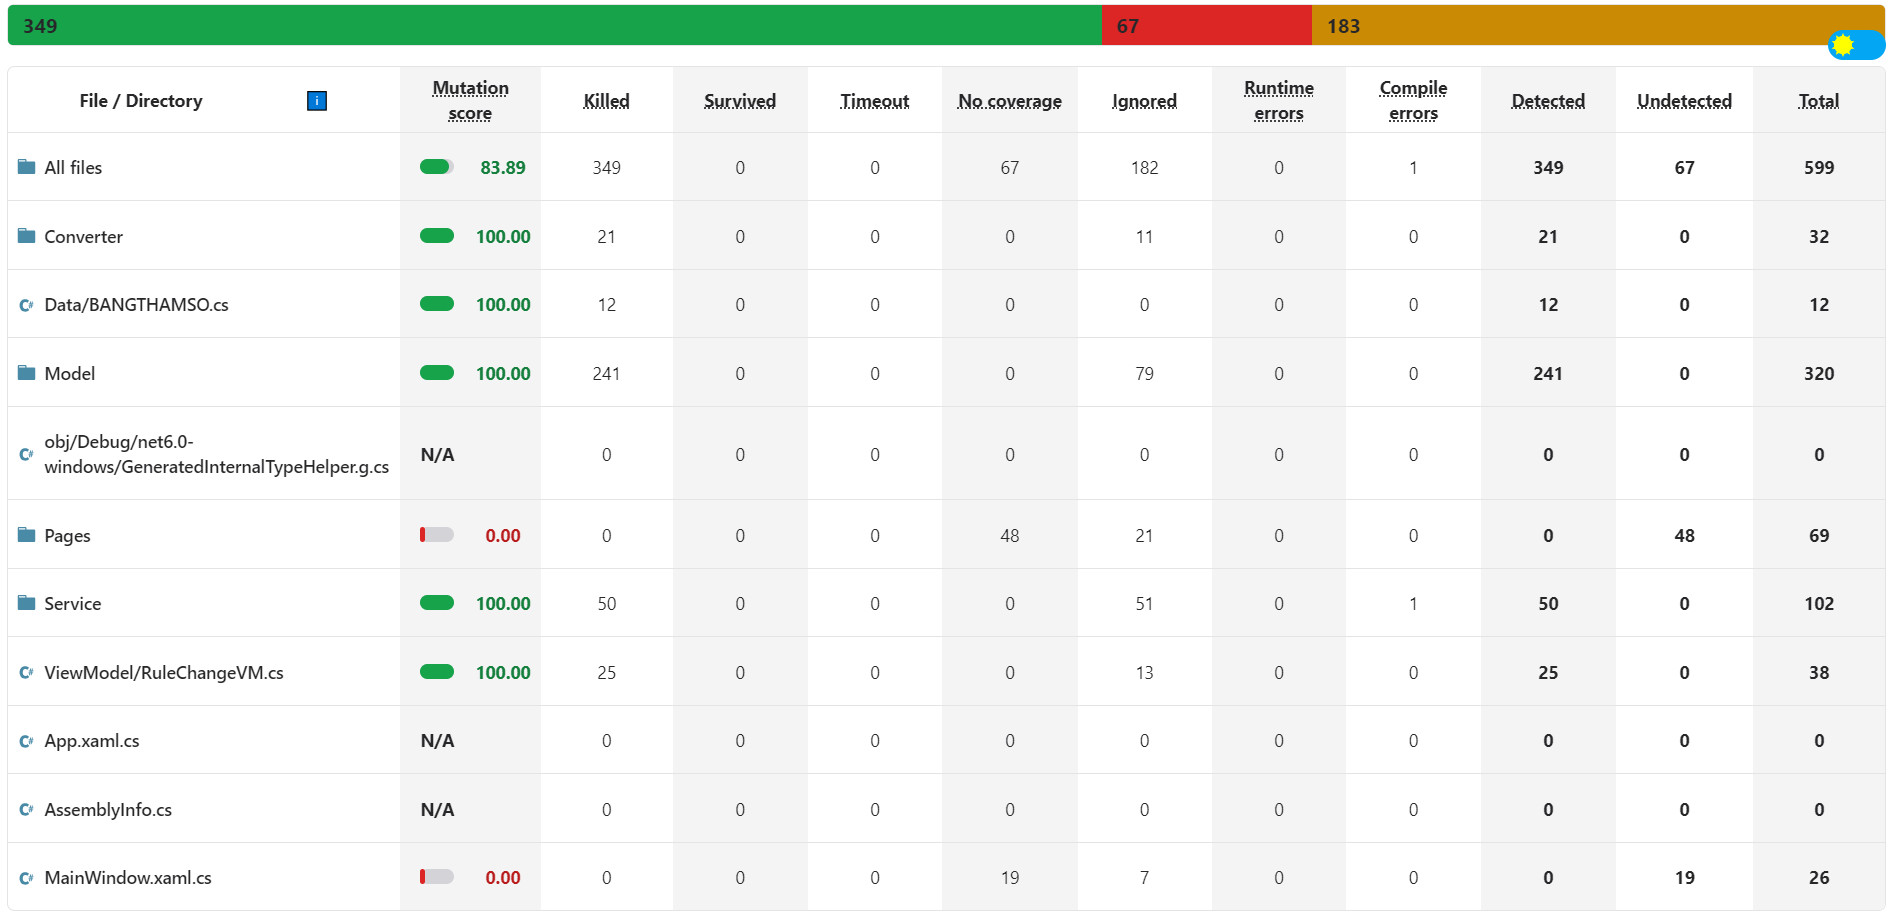 349 67 183
File / Directory i Mutation score Killed Survived Timeout No coverage Ignored Runtime errors Compile errors Detected Undetected Total
All files 83.89 349 0 0 67 182 0 1 349 67 599
Converter 100.00 21 0 0 0 11 0 0 21 0 32
C# Data/BANGTHAMSO.cs 100.00 12 0 0 0 0 0 0 12 0 12
Model 100.00 241 0 0 0 79 0 0 241 0 320
C# obj/Debug/net6.0-
windows/GeneratedInternalTypeHelper.g.cs N/A 0 0 0 0 0 0 0 0 0 0
Pages 0.00 0 0 0 48 21 0 0 0 48 69
Service 100.00 50 0 0 0 51 0 1 50 0 102
C# ViewModel/RuleChangeVM.cs 100.00 25 0 0 0 13 0 0 25 0 38
C# App.xaml.cs N/A 0 0 0 0 0 0 0 0 0 0
C# AssemblyInfo.cs N/A 0 0 0 0 0 0 0 0 0 0
C# MainWindow.xaml.cs 0.00 0 0 0 19 7 0 0 0 19 26